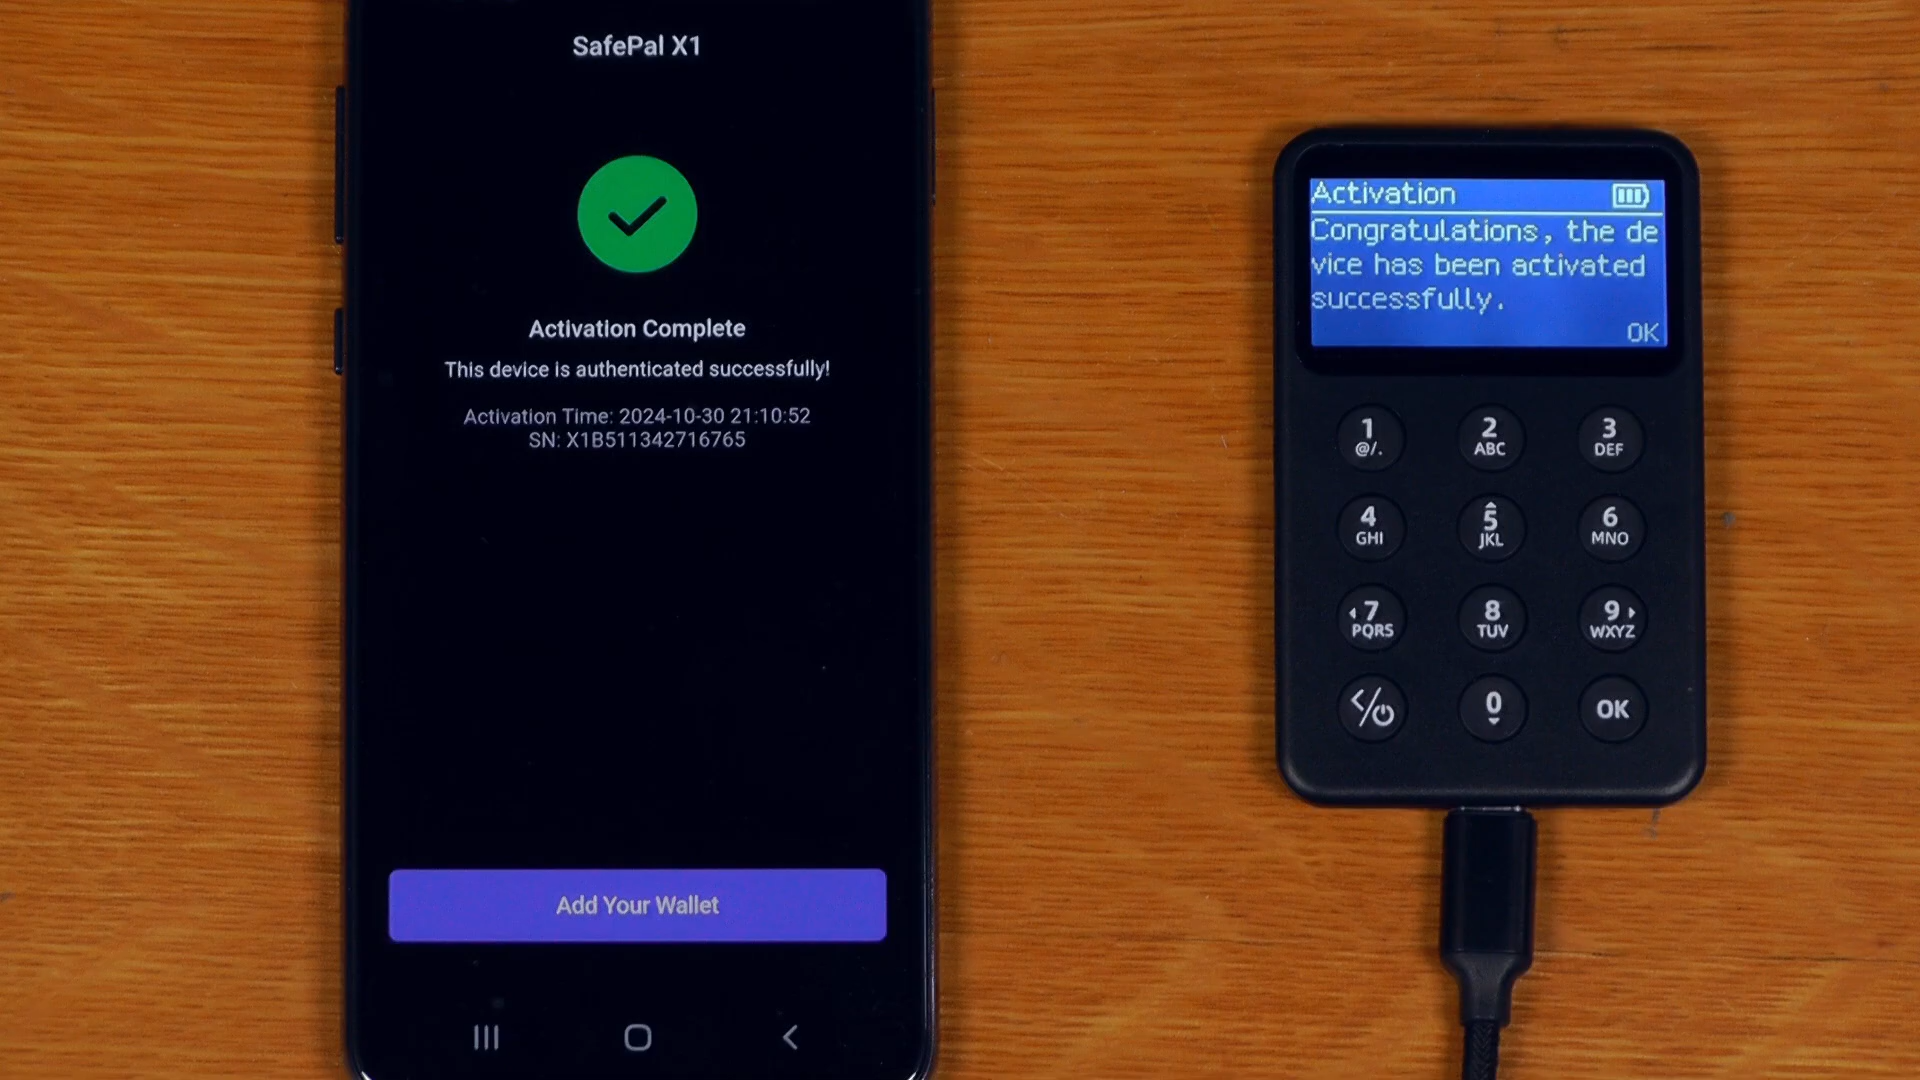 SafePal X1
Activation Complete
This device is authenticated successfully!
Activation Time: 2024-10-30 21:10:52
SN: X1B511342716765
Add Your Wallet
Activation
Congratulations, the de
vice has been activated
successfully.
OK
1 2 3
@/. ABC DEF
4 5 6
GHI JKL MNO
7 8 9
PQRS TUV WXYZ
0 OK